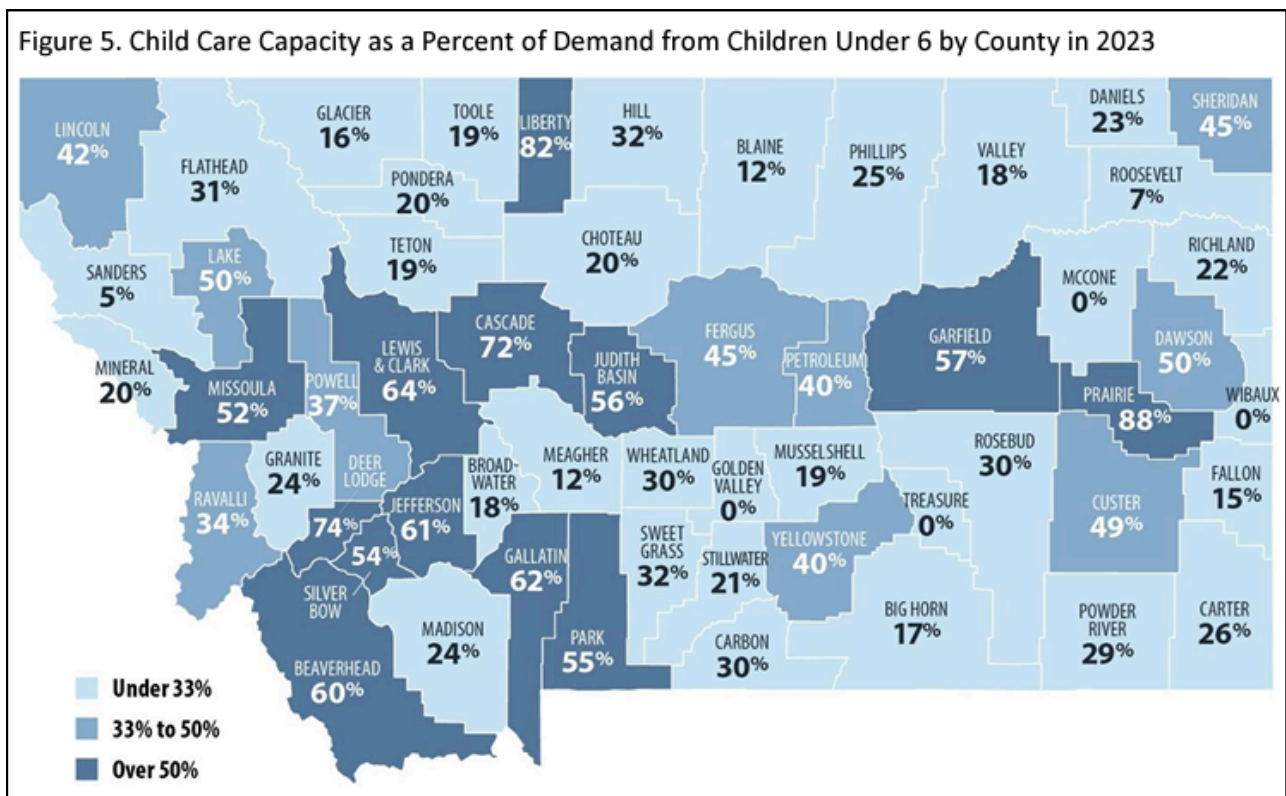 Figure 5. Child Care Capacity as a Percent of Demand from Children Under 6 by County in 2023
LINCOLN
42%
FLATHEAD
31%
GLACIER
16%
TOOLE
19%
LIBERTY
82%
HILL
32%
BLAINE
12%
PHILLIPS
25%
VALLEY
18%
DANIELS
23%
SHERIDAN
45%
PONDERA
20%
ROOSEVELT
7%
SANDERS
5%
LAKE
50%
TETON
19%
CHOTEAU
20%
MCCONE
0%
RICHLAND
22%
MINERAL
20%
MISSOULA
52%
POWELL
37%
LEWIS
& CLARK
64%
CASCADE
72%
JUDITH
BASIN
56%
FERGUS
45%
PETROLEUM
40%
GARFIELD
57%
PRAIRIE
88%
DAWSON
50%
WIBAUX
0%
RAVALLI
34%
GRANITE
24%
DEER
LODGE
74%
JEFFERSON
61%
BROAD-
WATER
18%
MEAGHER
12%
WHEATLAND
30%
GOLDEN
VALLEY
0%
MUSSELSHELL
19%
ROSEBUD
30%
TREASURE
0%
CUSTER
49%
FALLON
15%
54%
SILVER
BOW
GALLATIN
62%
SWEET
GRASS
32%
STILLWATER
21%
YELLOWSTONE
40%
BEAVERHEAD
60%
MADISON
24%
PARK
55%
CARBON
30%
BIG HORN
17%
POWDER
RIVER
29%
CARTER
26%
Under 33%
33% to 50%
Over 50%